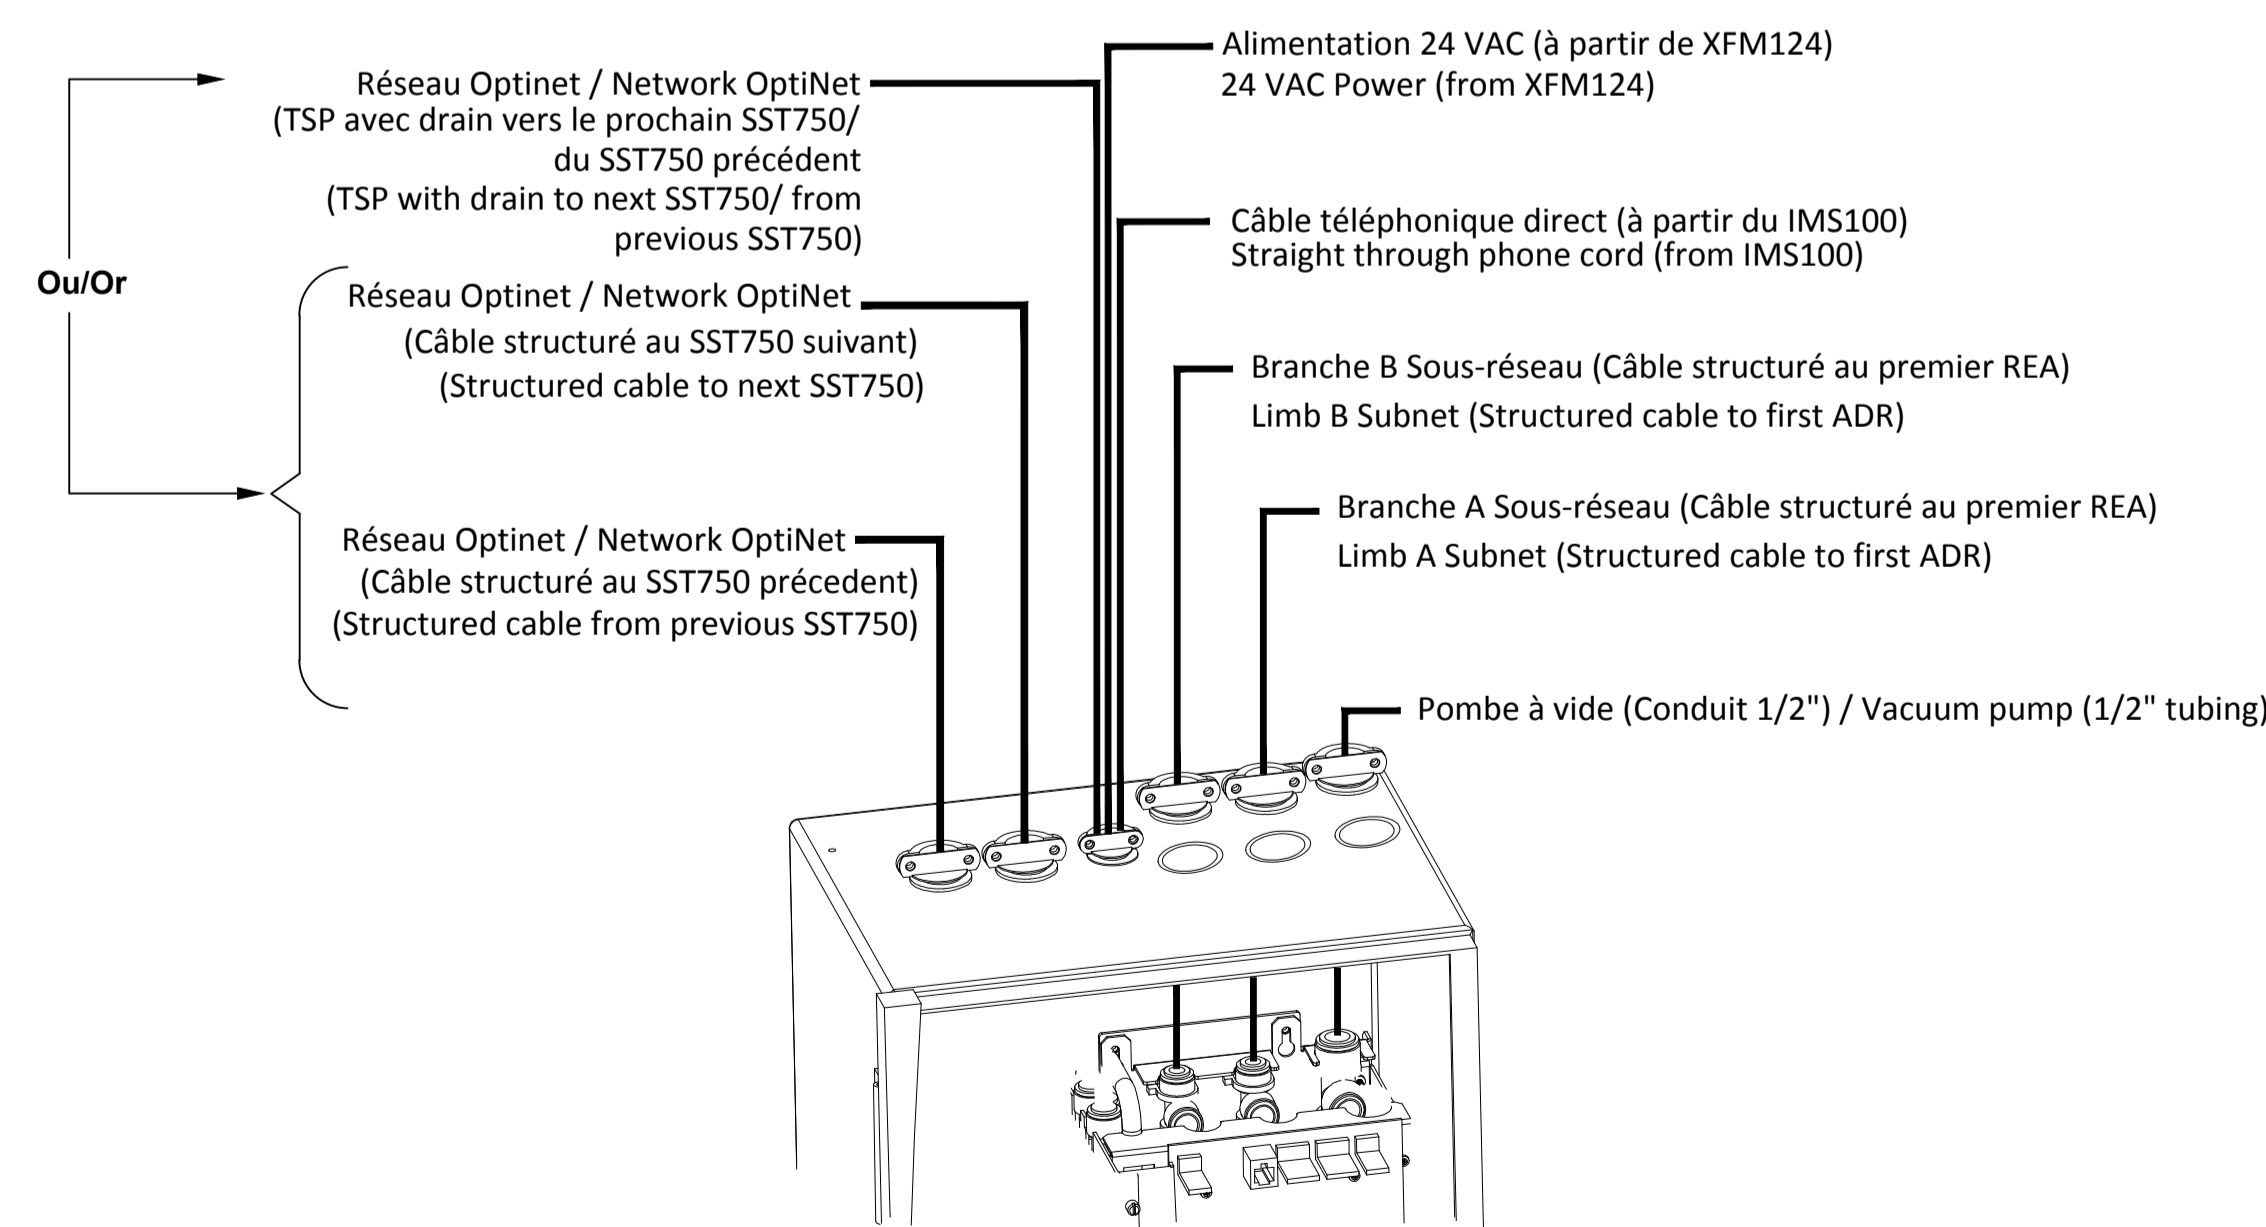 Réseau Optinet / Network OptiNet
(TSP avec drain vers le prochain SST750/
du SST750 précédent
(TSP with drain to next SST750/ from
previous SST750)
Ou/Or
Réseau Optinet / Network OptiNet
(Câble structuré au SST750 suivant)
(Structured cable to next SST750)
Réseau Optinet / Network OptiNet
(Câble structuré au SST750 précedent)
(Structured cable from previous SST750)
Alimentation 24 VAC (à partir de XFM124)
24 VAC Power (from XFM124)
Câble téléphonique direct (à partir du IMS100)
Straight through phone cord (from IMS100)
Branche B Sous-réseau (Câble structuré au premier REA)
Limb B Subnet (Structured cable to first ADR)
Branche A Sous-réseau (Câble structuré au premier REA)
Limb A Subnet (Structured cable to first ADR)
Pombe à vide (Conduit 1/2") / Vacuum pump (1/2" tubing)